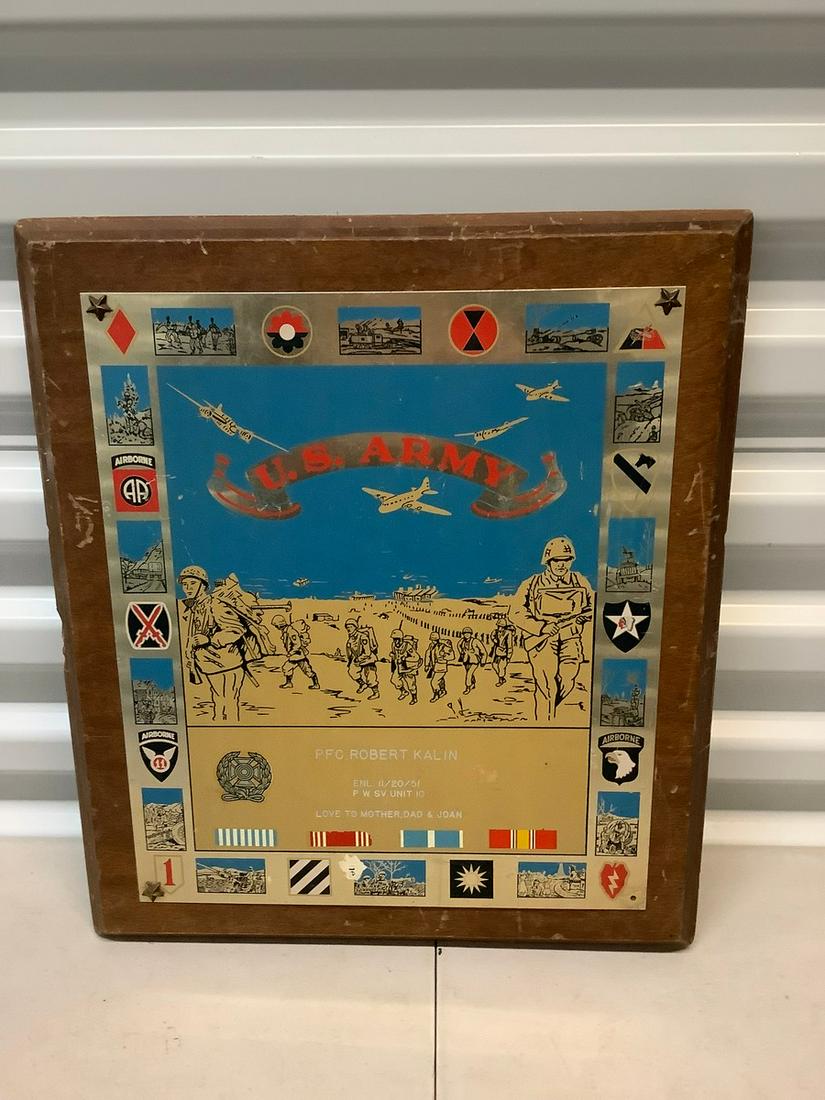 U.S. ARMY
AIRBORNE
AA
AIRBORNE
11
AIRBORNE
PFC. ROBERT KALIN
ENL. 11/20/51
P W SV. UNIT 10
LOVE TO MOTHER, DAD & JOAN
1